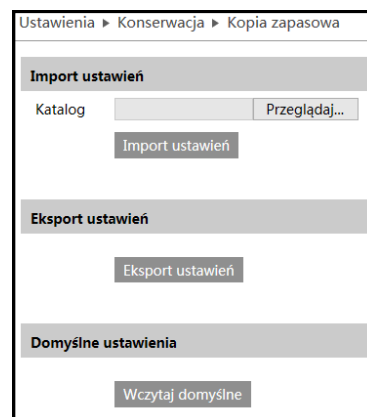 Ustawienia ▶ Konserwacja ▶ Kopia zapasowa
Import ustawień
Katalog Przeglądaj...
Import ustawień
Eksport ustawień
Eksport ustawień
Domyślne ustawienia
Wczytaj domyślne